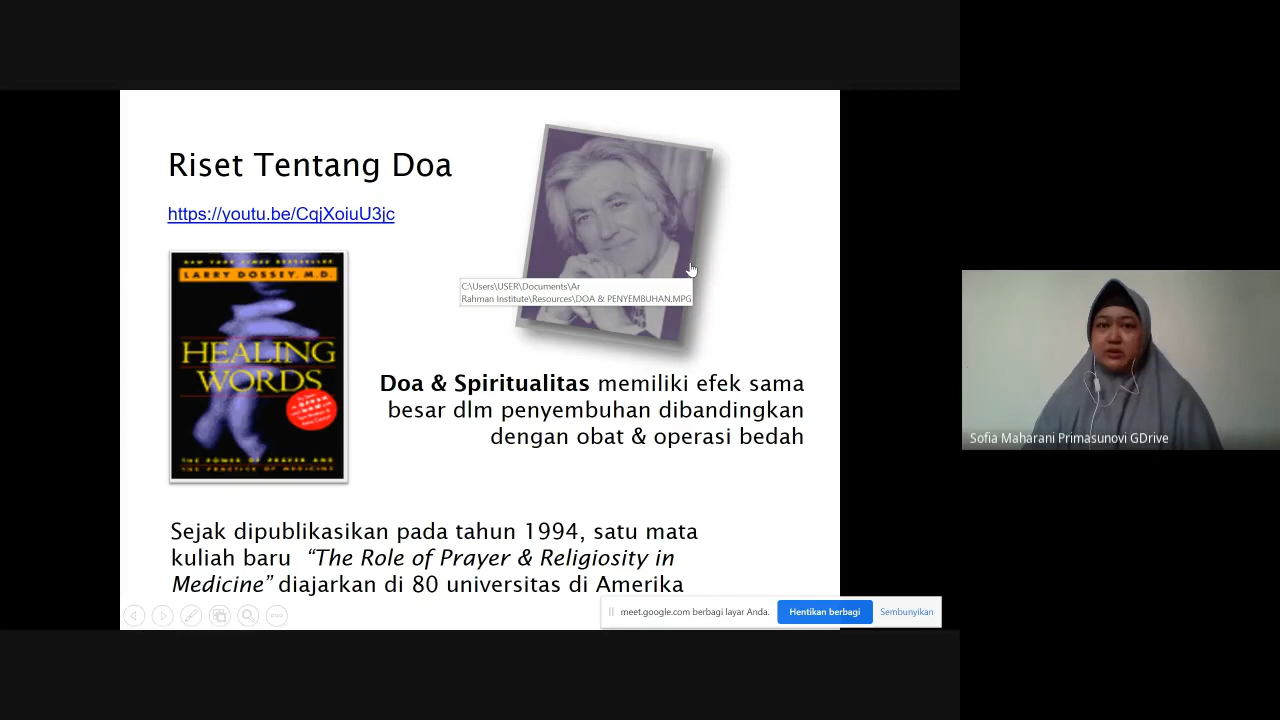 Riset Tentang Doa
https://youtu.be/CqjXoiuU3jc
NEW YORK TIMES BESTSELLER
LARRY DOSSEY, M.D.
HEALING
WORDS
THE POWER OF PRAYER AND
THE PRACTICE OF MEDICINE
C:\Users\USER\Documents\Ar
Rahman Institute\Resources\DOA & PENYEMBUHAN.MPG
Doa & Spiritualitas memiliki efek sama
besar dlm penyembuhan dibandingkan
dengan obat & operasi bedah
Sejak dipublikasikan pada tahun 1994, satu mata
kuliah baru “The Role of Prayer & Religiosity in
Medicine” diajarkan di 80 universitas di Amerika
meet.google.com berbagi layar Anda.
Hentikan berbagi
Sembunyikan
Sofia Maharani Primasunovi GDrive